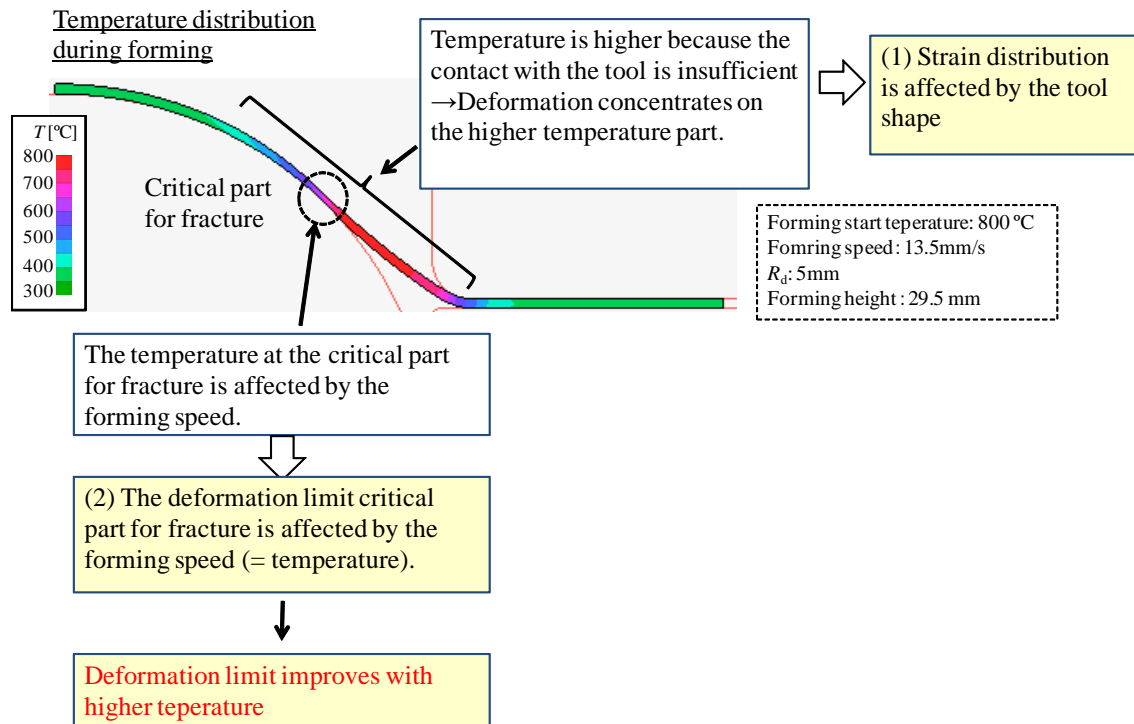 Temperature distribution
during forming
Temperature is higher because the
contact with the tool is insufficient
→Deformation concentrates on
the higher temperature part.
(1) Strain distribution
is affected by the tool
shape
T [ºC]
800
700
600
500
400
300
Critical part
for fracture
Forming start teperature: 800 ºC
Fomring speed : 13.5mm/s
Rd: 5mm
Forming height : 29.5 mm
The temperature at the critical part
for fracture is affected by the
forming speed.
(2) The deformation limit critical
part for fracture is affected by the
forming speed (= temperature).
Deformation limit improves with
higher teperature